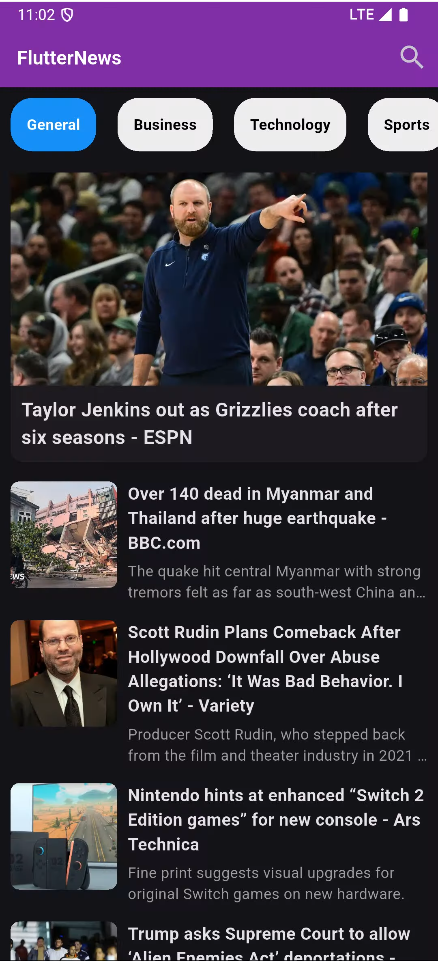 11:02
LTE
FlutterNews
General
Business
Technology
Sports
Taylor Jenkins out as Grizzlies coach after
six seasons - ESPN
Over 140 dead in Myanmar and
Thailand after huge earthquake -
BBC.com
The quake hit central Myanmar with strong
tremors felt as far as south-west China an…
Scott Rudin Plans Comeback After
Hollywood Downfall Over Abuse
Allegations: ‘It Was Bad Behavior. I
Own It’ - Variety
Producer Scott Rudin, who stepped back
from the film and theater industry in 2021 …
Nintendo hints at enhanced “Switch 2
Edition games” for new console - Ars
Technica
Fine print suggests visual upgrades for
original Switch games on new hardware.
Trump asks Supreme Court to allow
‘Alien Enemies Act’ deportations -